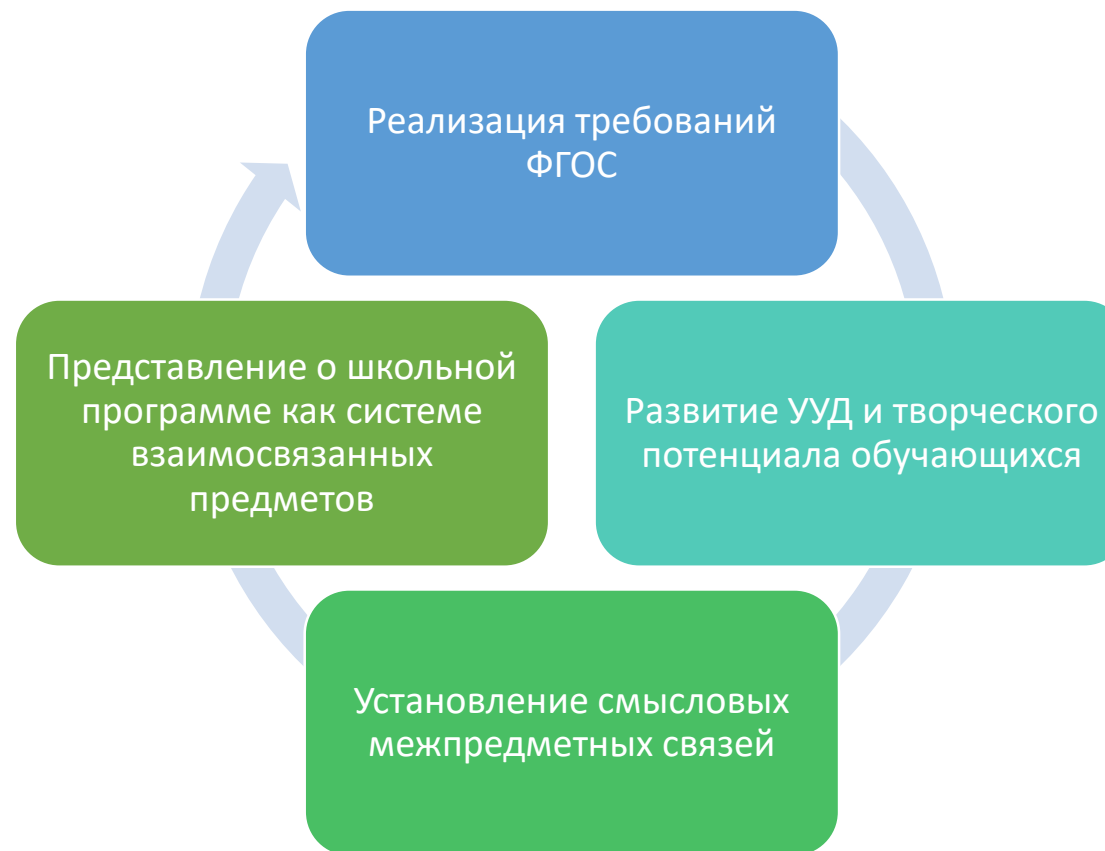 Реализация требований
ФГОС
Представление о школьной
программе как системе
взаимосвязанных
предметов
Развитие УУД и творческого
потенциала обучающихся
Установление смысловых
межпредметных связей